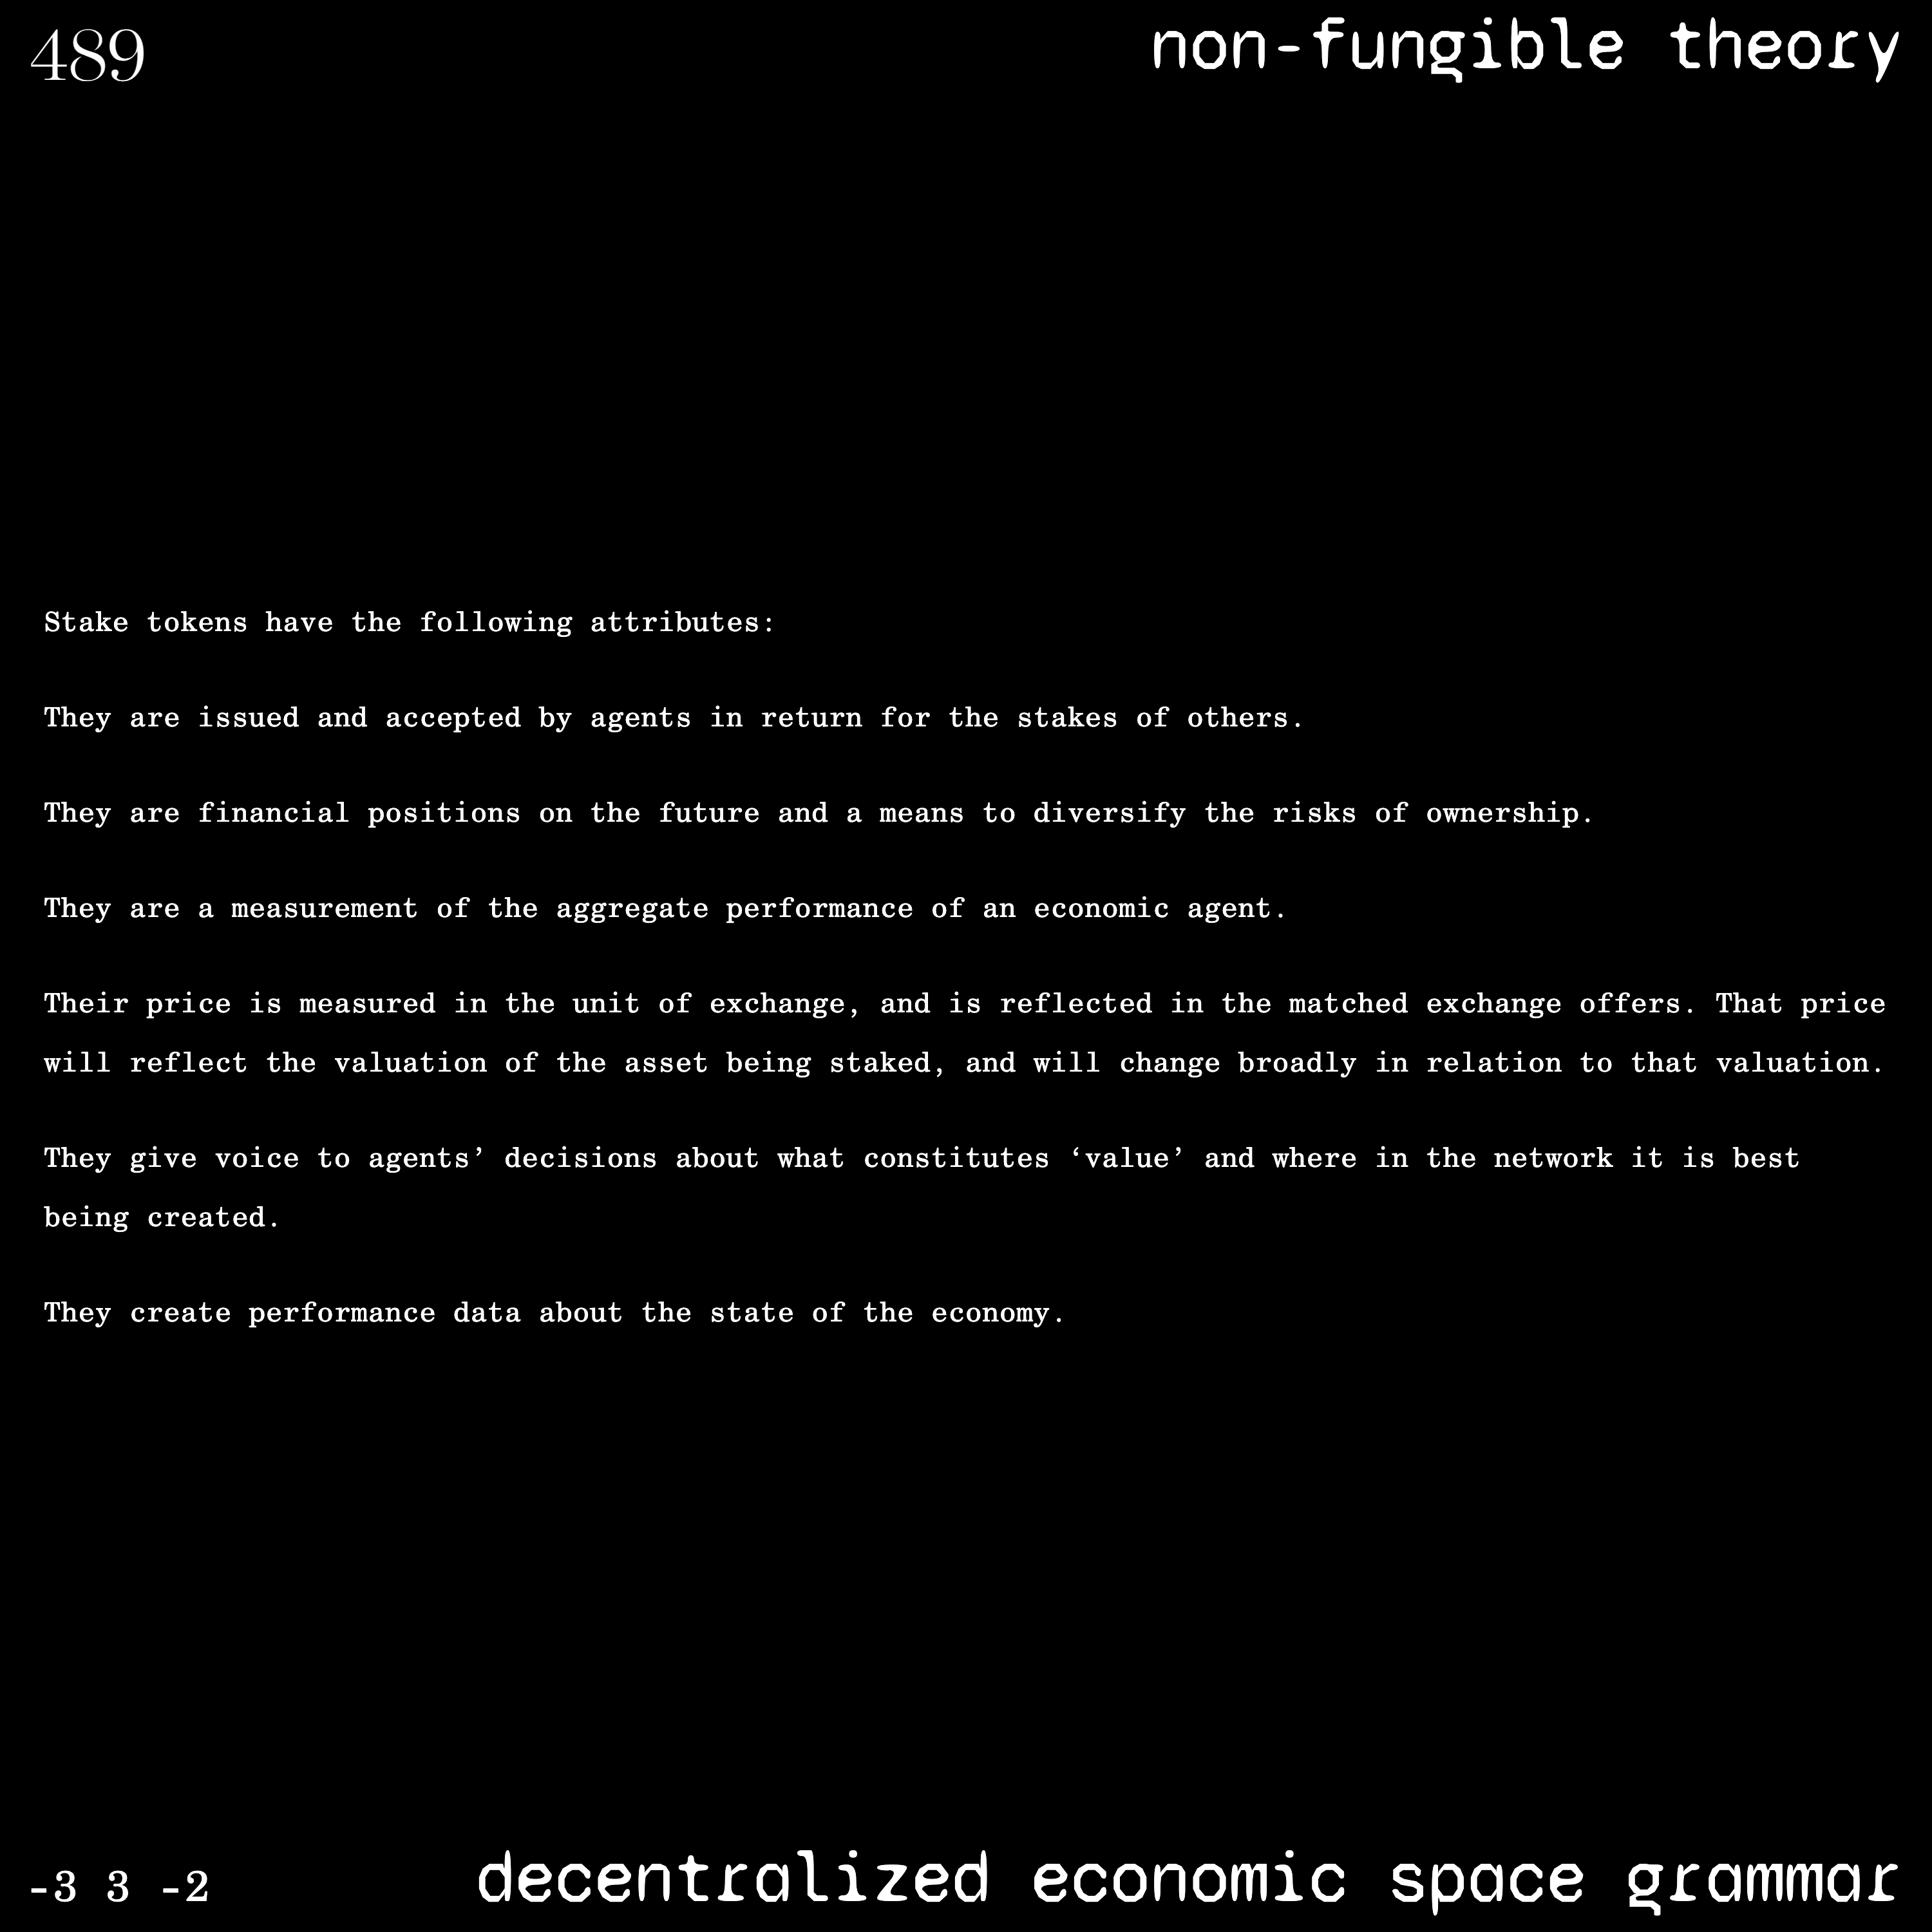 489
non-fungible theory
Stake tokens have the following attributes:
They are issued and accepted by agents in return for the stakes of others.
They are financial positions on the future and a means to diversify the risks of ownership.
They are a measurement of the aggregate performance of an economic agent.
Their price is measured in the unit of exchange, and is reflected in the matched exchange offers. That price
will reflect the valuation of the asset being staked, and will change broadly in relation to that valuation.
They give voice to agents’ decisions about what constitutes ‘value’ and where in the network it is best
being created.
They create performance data about the state of the economy.
-3 3 -2
decentralized economic space grammar